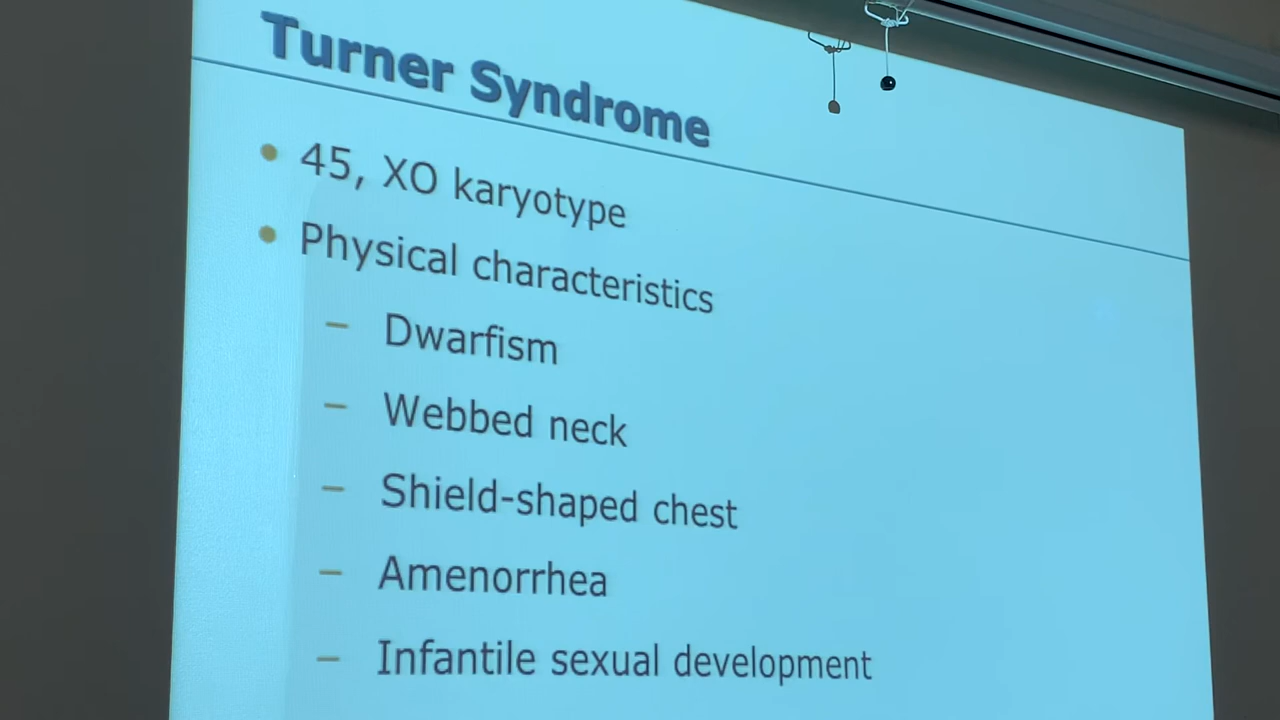 Turner Syndrome
• 45, XO karyotype
• Physical characteristics
– Dwarfism
– Webbed neck
– Shield-shaped chest
– Amenorrhea
– Infantile sexual development